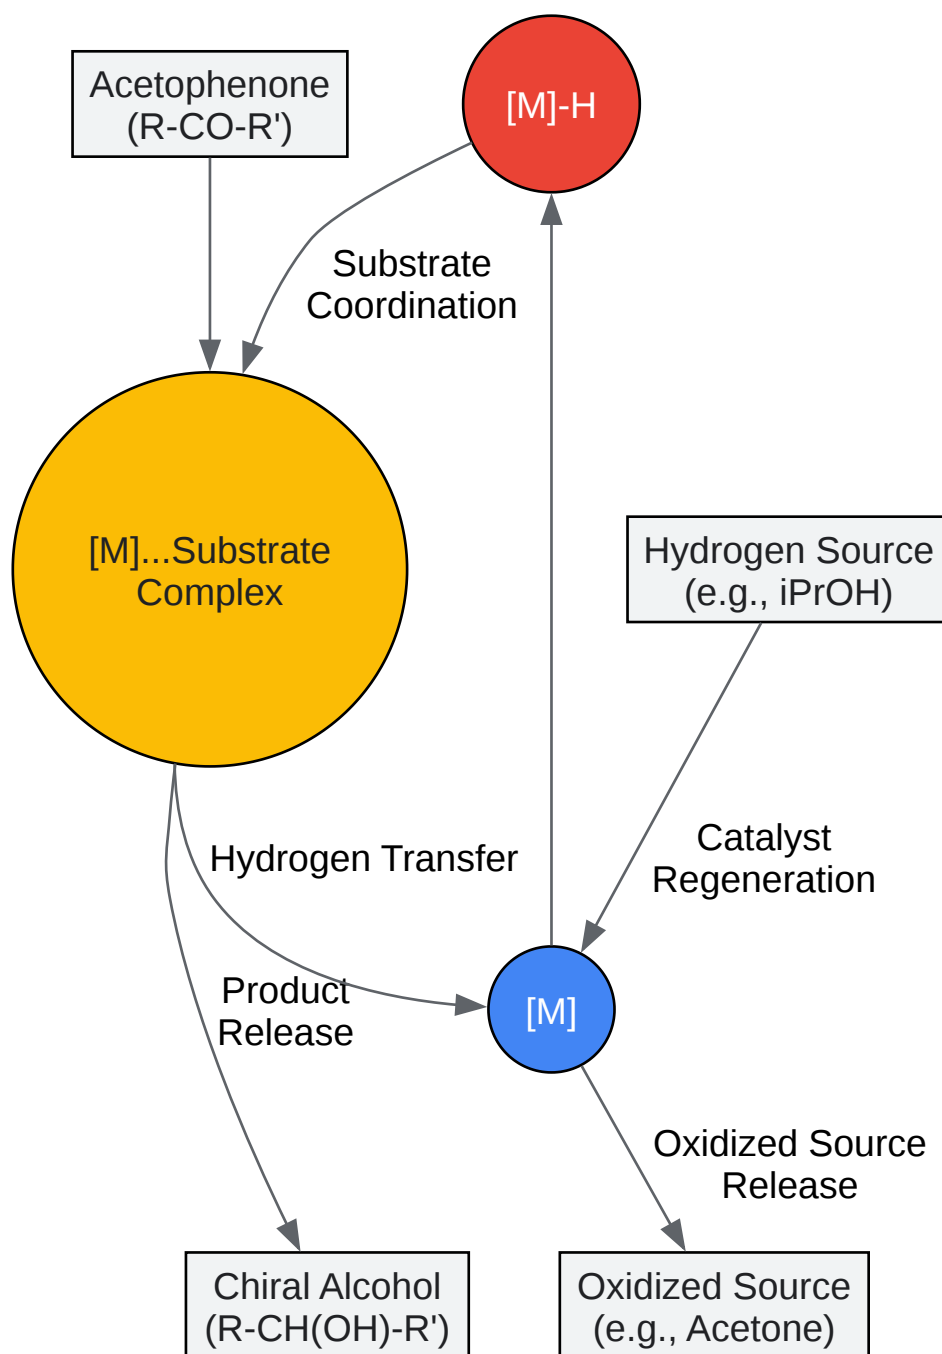 Acetophenone
(R-CO-R')
[M]-H
Substrate
Coordination
[M]...Substrate
Complex
Hydrogen Source
(e.g., iPrOH)
Hydrogen Transfer
Catalyst
Regeneration
Product
Release
[M]
Oxidized Source
Release
Chiral Alcohol
(R-CH(OH)-R')
Oxidized Source
(e.g., Acetone)